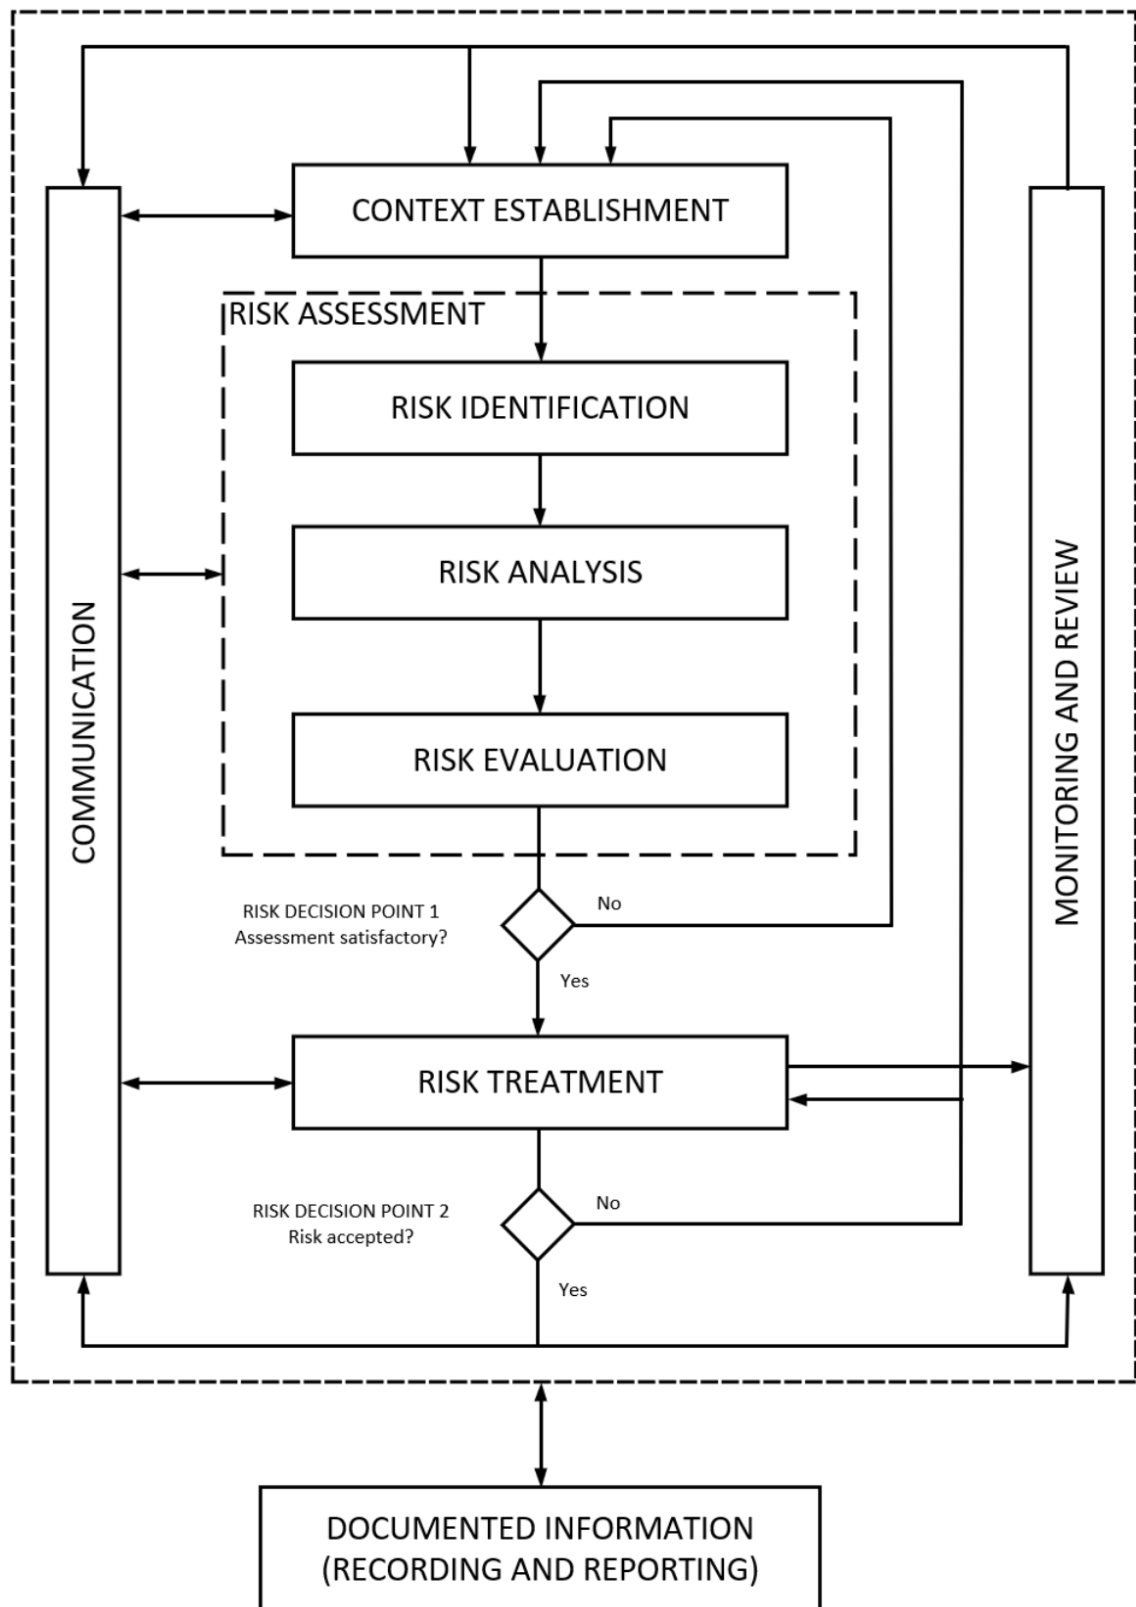 CONTEXT ESTABLISHMENT
RISK ASSESSMENT
RISK IDENTIFICATION
RISK ANALYSIS
RISK EVALUATION
COMMUNICATION
MONITORING AND REVIEW
RISK DECISION POINT 1
Assessment satisfactory?
No
Yes
RISK TREATMENT
RISK DECISION POINT 2
Risk accepted?
No
Yes
DOCUMENTED INFORMATION
(RECORDING AND REPORTING)